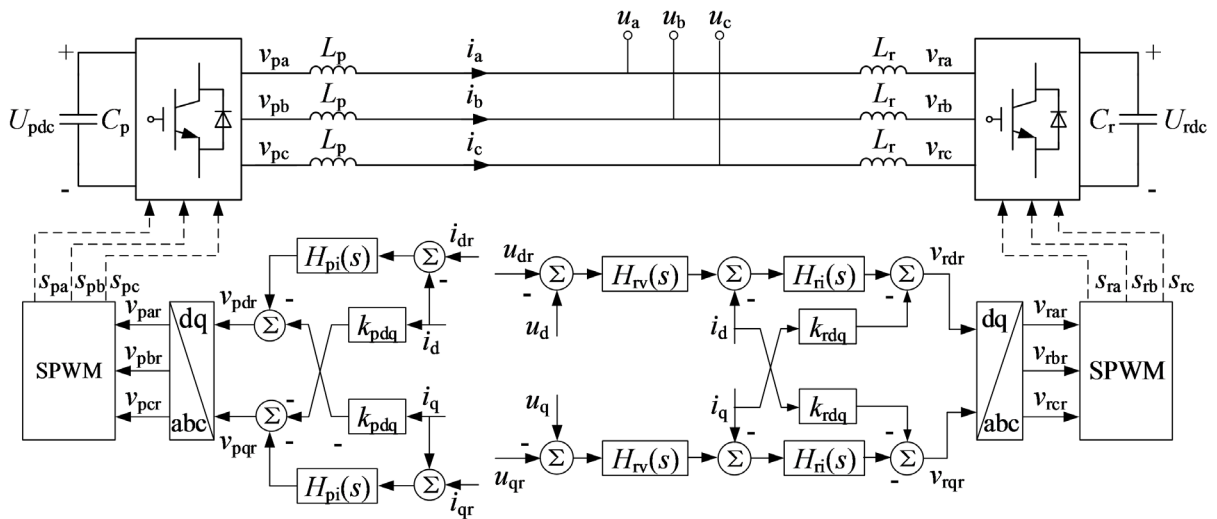 u_a u_b u_c
+ v_pa L_p i_a L_r v_ra +
U_pdc C_p v_pb L_p i_b L_r v_rb C_r U_rdc
- v_pc L_p i_c L_r v_rc -
s_pa s_pb s_pc
s_ra s_rb s_rc
H_pi(s) Σ i_dr
- -
v_pdr Σ - k_pdq i_d
u_dr Σ H_rv(s) Σ H_ri(s) Σ v_rdr
- - -
u_d i_d k_rdq
SPWM v_par v_pbr v_pcr dq abc
dq abc v_rar v_rbr v_rcr SPWM
v_pqr Σ - k_pdq i_q
- -
u_q i_q k_rdq
- - - -
H_pi(s) Σ i_qr
-
u_qr Σ H_rv(s) Σ H_ri(s) Σ v_rqr